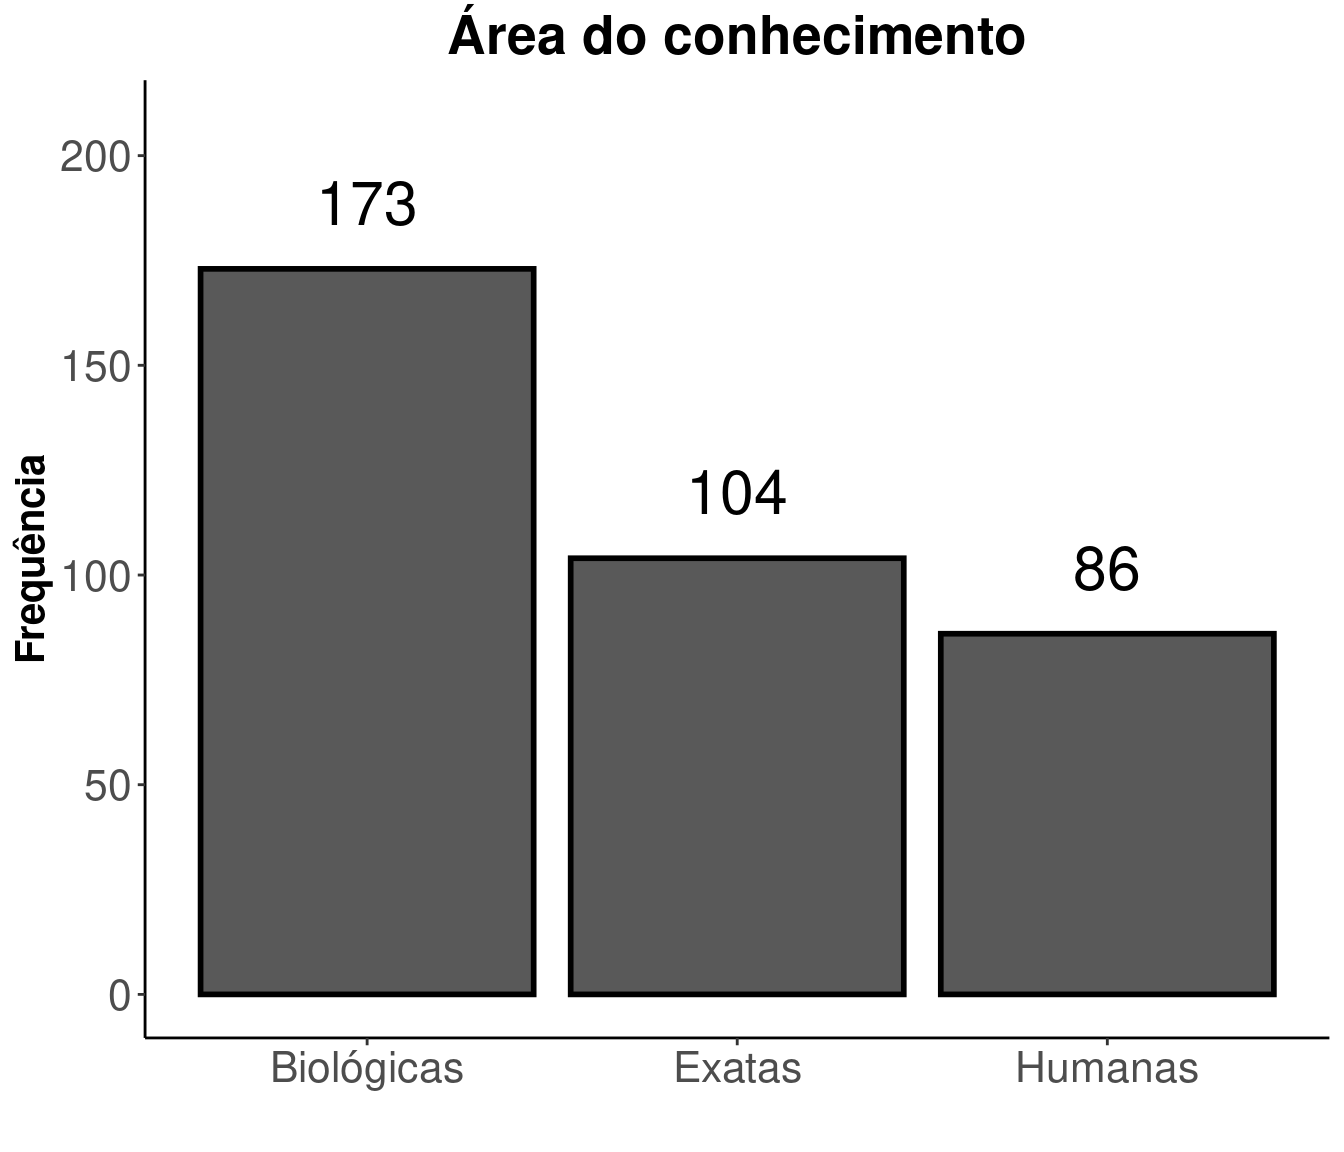 Área do conhecimento
Frequência
200
150
100
50
0
173
104
86
Biológicas
Exatas
Humanas